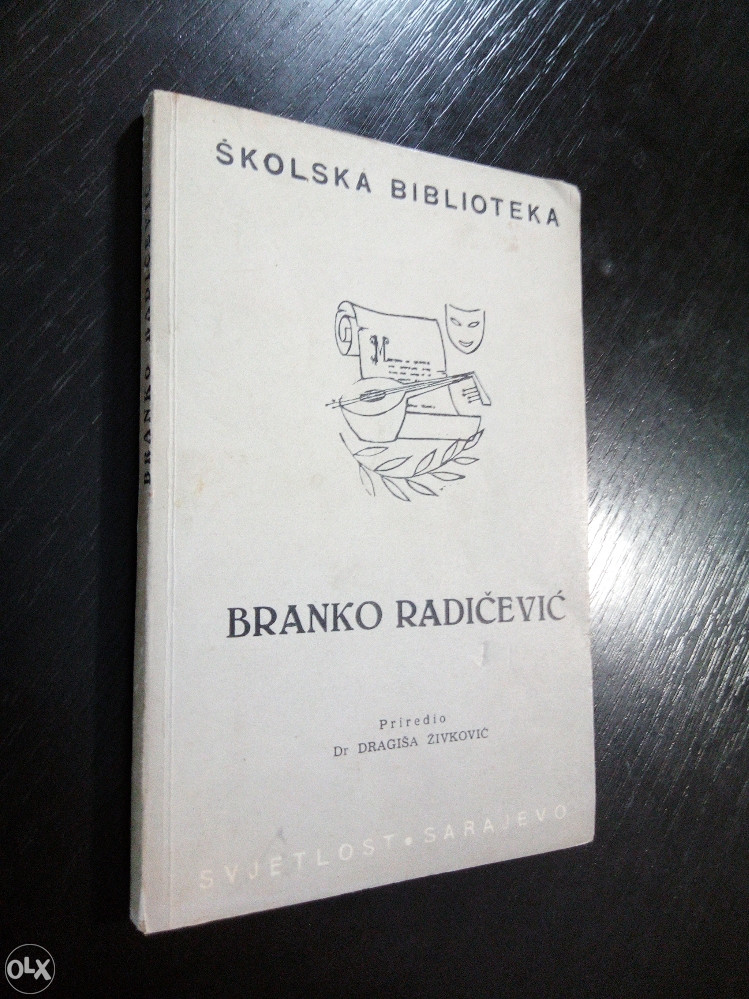 ŠKOLSKA BIBLIOTEKA
BRANKO RADIČEVIĆ
Priredio
Dr DRAGIŠA ŽIVKOVIĆ
SVJETLOST • SARAJEVO
BRANKO RADIČEVIĆ
OLX